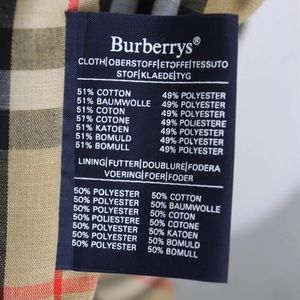 Burberrys®
CLOTH|OBERSTOFF|ETOFFE|TESSUTO
STOF|KLAEDE|TYG
51% COTTON 49% POLYESTER
51% BAUMWOLLE 49% POLYESTER
51% COTON 49% POLYESTER
51% COTONE 49% POLIESTERE
51% KATOEN 49% POLYESTER
51% BOMULD 49% POLYESTER
51% BOMULL 49% POLYESTER
LINING|FUTTER|DOUBLURE|FODERA
VOERING|FOER|FODER
50% POLYESTER 50% COTTON
50% POLYESTER 50% BAUMWOLLE
50% POLYESTER 50% COTON
50% POLIESTERE 50% COTONE
50% POLYESTER 50% KATOEN
50% POLYESTER 50% BOMULD
50% POLYESTER 50% BOMULL